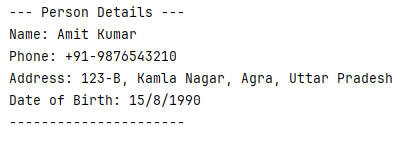 --- Person Details ---
Name: Amit Kumar
Phone: +91-9876543210
Address: 123-B, Kamla Nagar, Agra, Uttar Pradesh
Date of Birth: 15/8/1990
----------------------